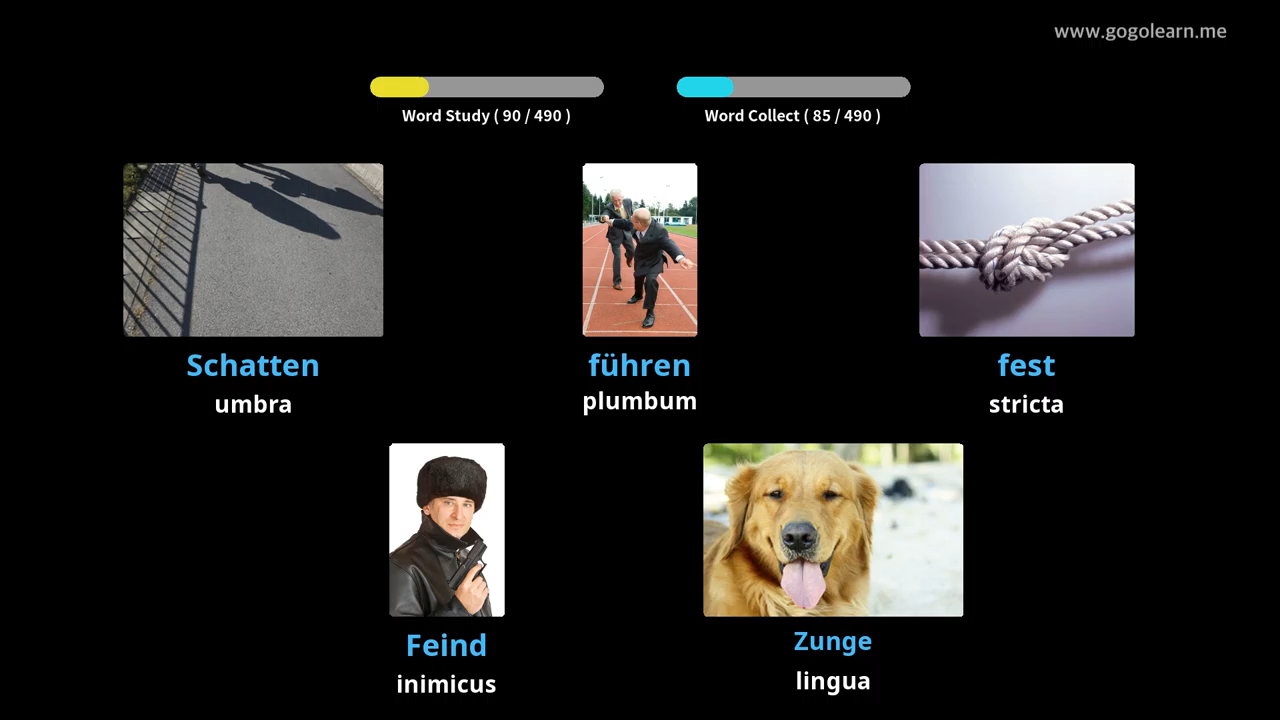 www.gogolearn.me
Word Study ( 90 / 490 )
Word Collect ( 85 / 490 )
Schatten
umbra
führen
plumbum
fest
stricta
Feind
inimicus
Zunge
lingua